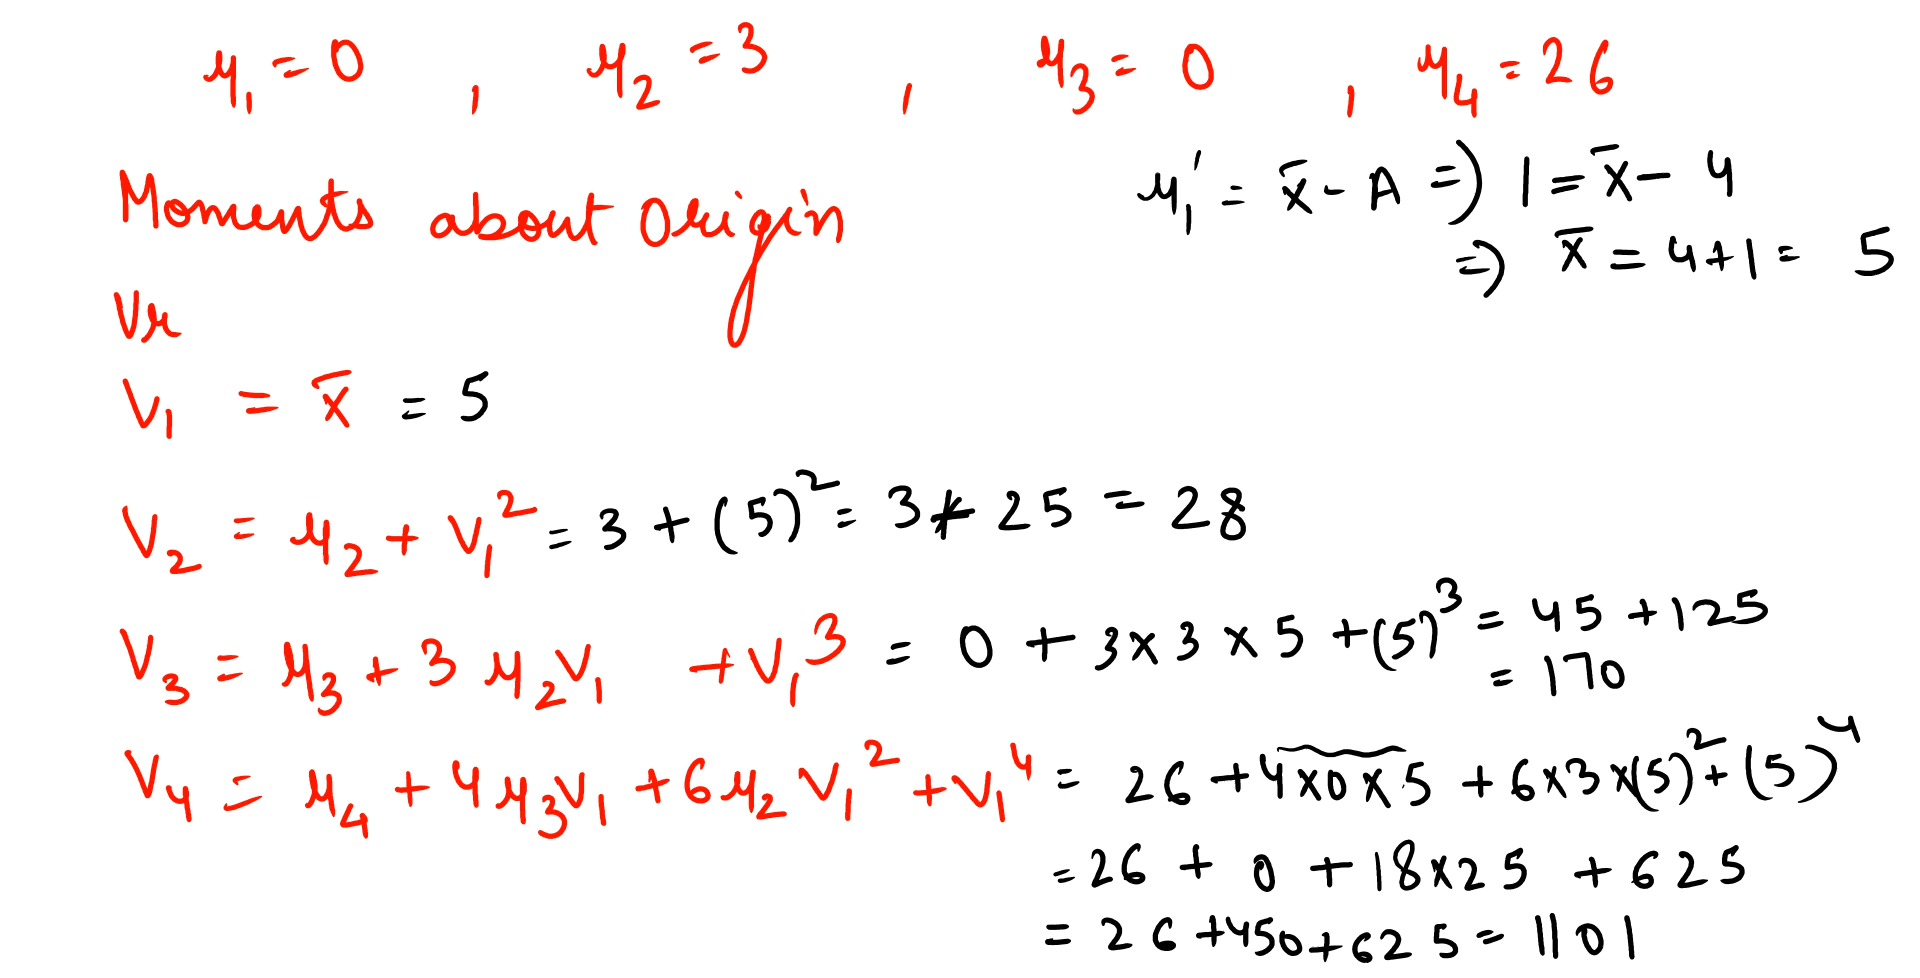 μ₁ = 0 , μ₂ = 3 , μ₃ = 0 , μ₄ = 26
Moments about Origin
μ₁' = x̄ - A ⇒ 1 = x̄ - 4
⇒ x̄ = 4+1 = 5
Vr
V₁ = x̄ = 5
V₂ = μ₂ + V₁² = 3 + (5)² = 3 + 25 = 28
V₃ = μ₃ + 3 μ₂V₁ + V₁³ = 0 + 3×3×5 + (5)³ = 45 + 125
= 170
V₄ = μ₄ + 4μ₃V₁ + 6μ₂V₁² + V₁⁴ = 26 + 4×0×5 + 6×3×(5)² + (5)⁴
= 26 + 0 + 18×25 + 625
= 26 + 450 + 625 = 1101